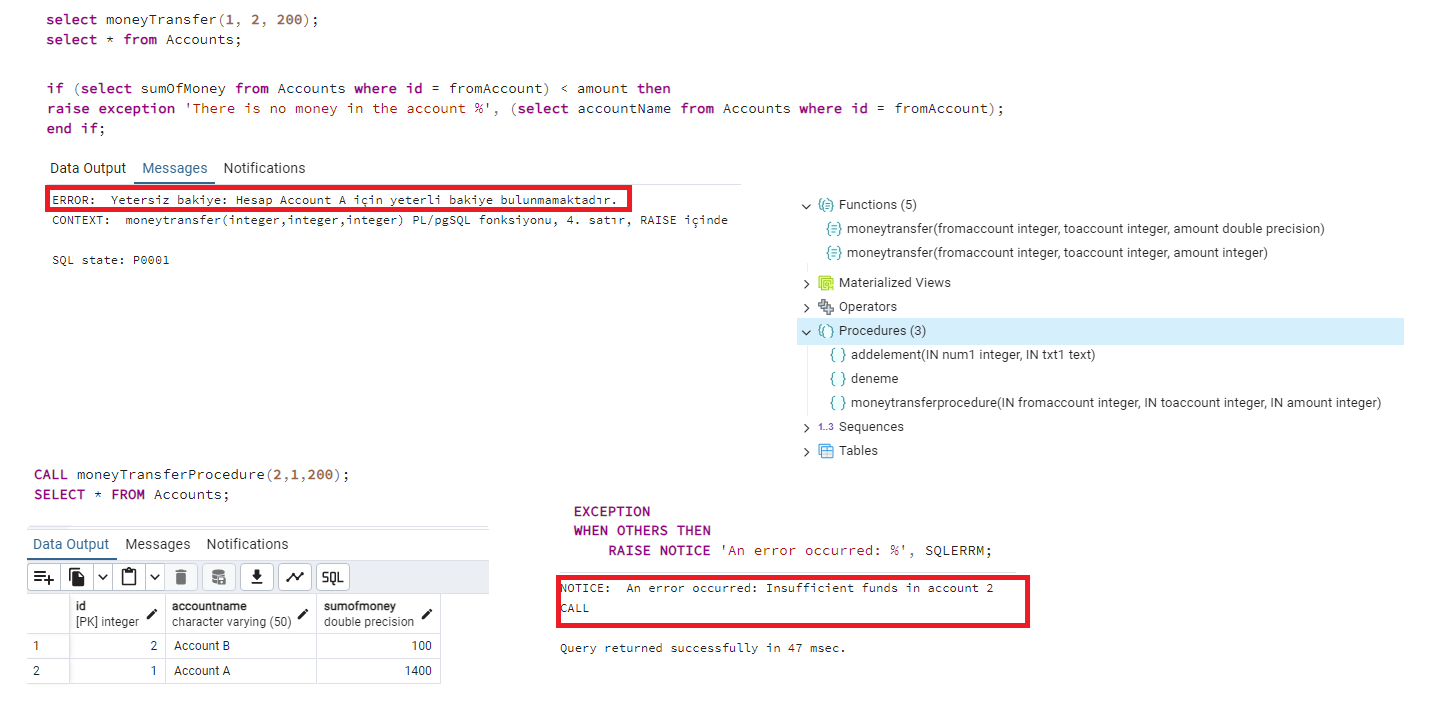 select moneyTransfer(1, 2, 200);
select * from Accounts;
if (select sumOfMoney from Accounts where id = fromAccount) < amount then
raise exception 'There is no money in the account %', (select accountName from Accounts where id = fromAccount);
end if;
Data Output Messages Notifications
ERROR: Yetersiz bakiye: Hesap Account A için yeterli bakiye bulunmamaktadır.
CONTEXT: moneytransfer(integer,integer,integer) PL/pgSQL fonksiyonu, 4. satır, RAISE içinde
SQL state: P0001
Functions (5)
moneytransfer(fromaccount integer, toaccount integer, amount double precision)
moneytransfer(fromaccount integer, toaccount integer, amount integer)
Materialized Views
Operators
Procedures (3)
addelement(IN num1 integer, IN txt1 text)
deneme
moneytransferprocedure(IN fromaccount integer, IN toaccount integer, IN amount integer)
1..3 Sequences
Tables
CALL moneyTransferProcedure(2,1,200);
SELECT * FROM Accounts;
Data Output Messages Notifications
SQL
id accountname sumofmoney
[PK] integer character varying (50) double precision
1 2 Account B 100
2 1 Account A 1400
EXCEPTION
WHEN OTHERS THEN
RAISE NOTICE 'An error occurred: %', SQLERRM;
NOTICE: An error occurred: Insufficient funds in account 2
CALL
Query returned successfully in 47 msec.